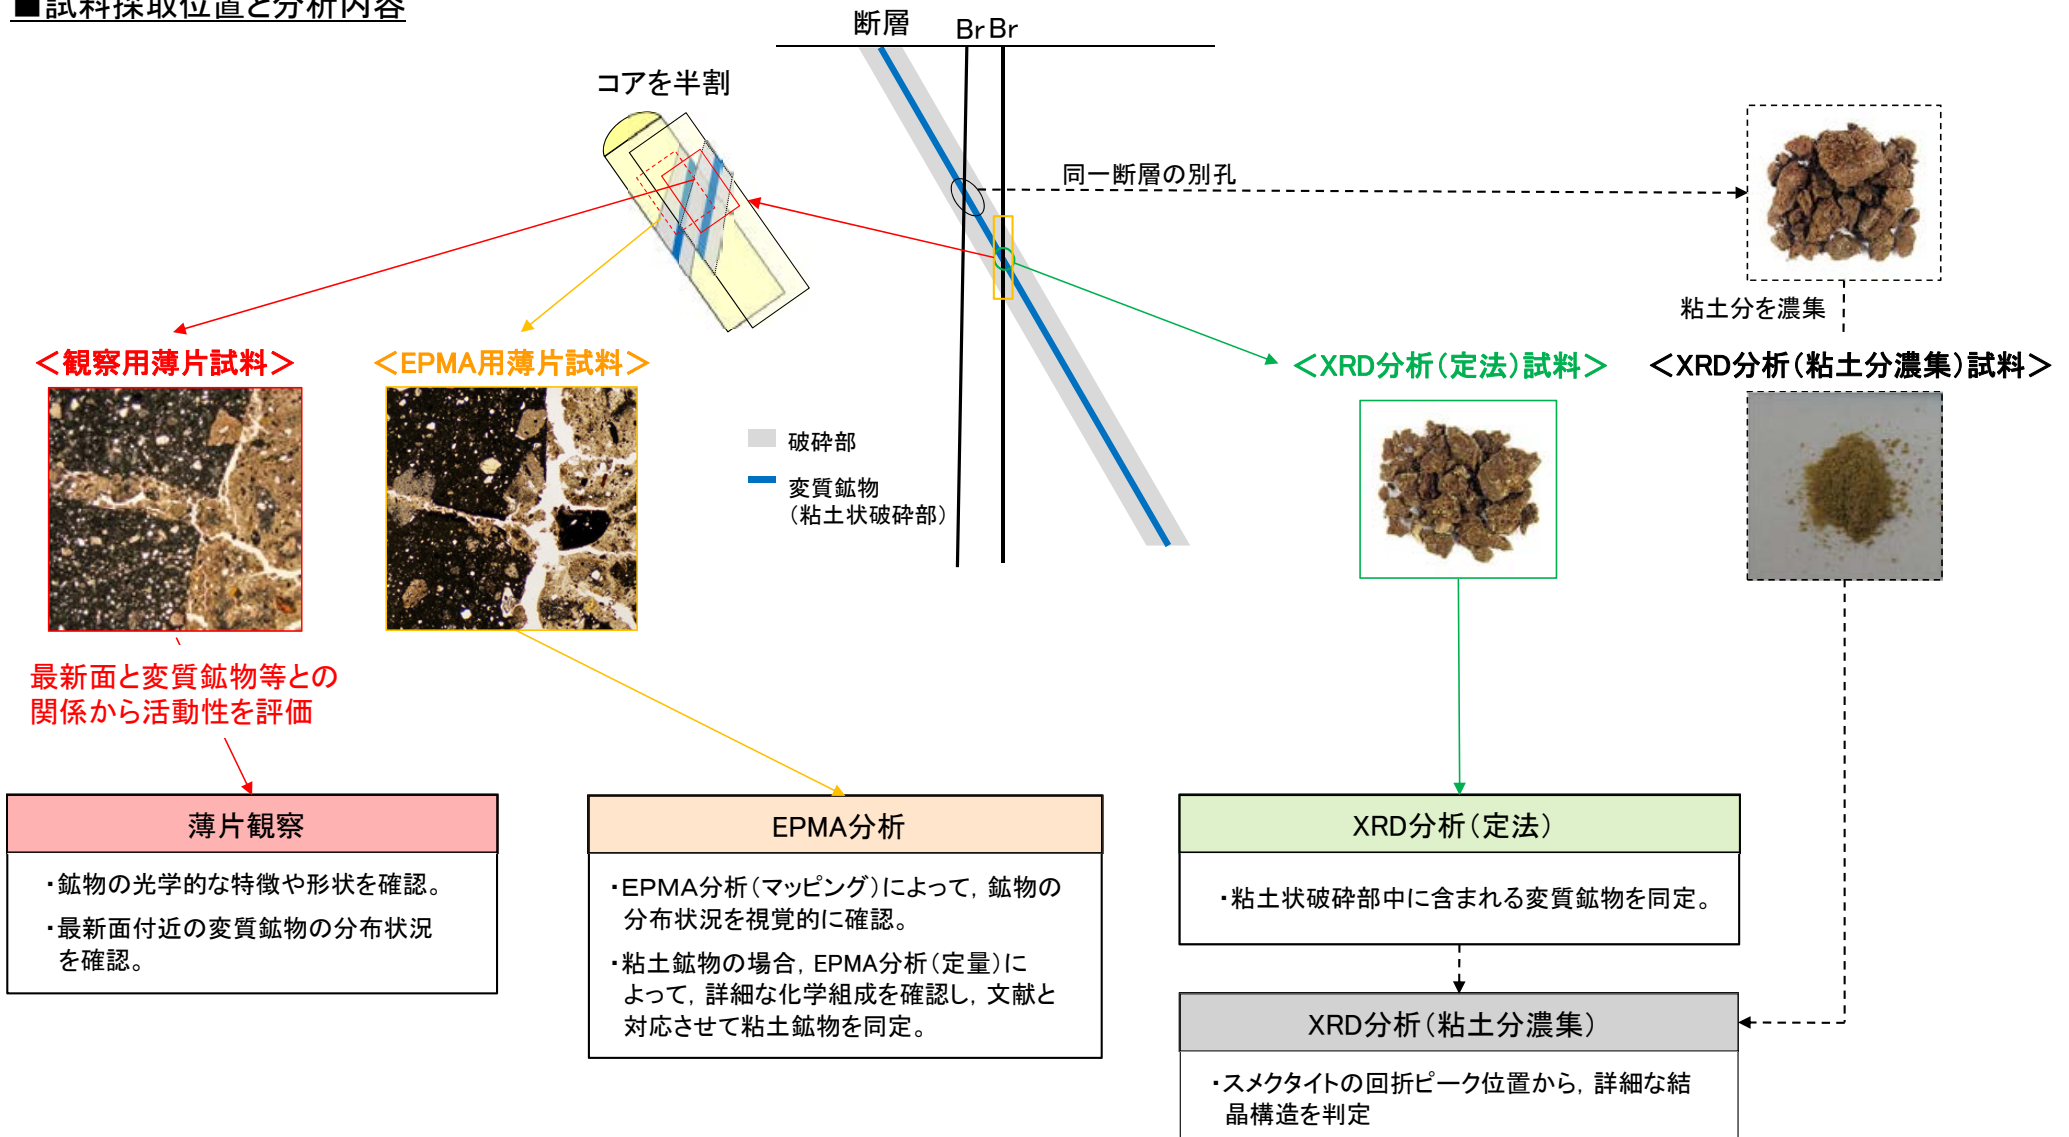 ■試料採取位置と分析内容
断層
Br
Br
コアを半割
同一断層の別孔
粘土分を濃集
＜観察用薄片試料＞
＜EPMA用薄片試料＞
＜XRD分析（定法）試料＞
＜XRD分析（粘土分濃集）試料＞
破砕部
変質鉱物
（粘土状破砕部）
最新面と変質鉱物等との
関係から活動性を評価
薄片観察
・鉱物の光学的な特徴や形状を確認。
・最新面付近の変質鉱物の分布状況
を確認。
EPMA分析
・EPMA分析（マッピング）によって，鉱物の
分布状況を視覚的に確認。
・粘土鉱物の場合，EPMA分析（定量）に
よって，詳細な化学組成を確認し，文献と
対応させて粘土鉱物を同定。
XRD分析（定法）
・粘土状破砕部中に含まれる変質鉱物を同定。
XRD分析（粘土分濃集）
・スメクタイトの回折ピーク位置から，詳細な結
晶構造を判定